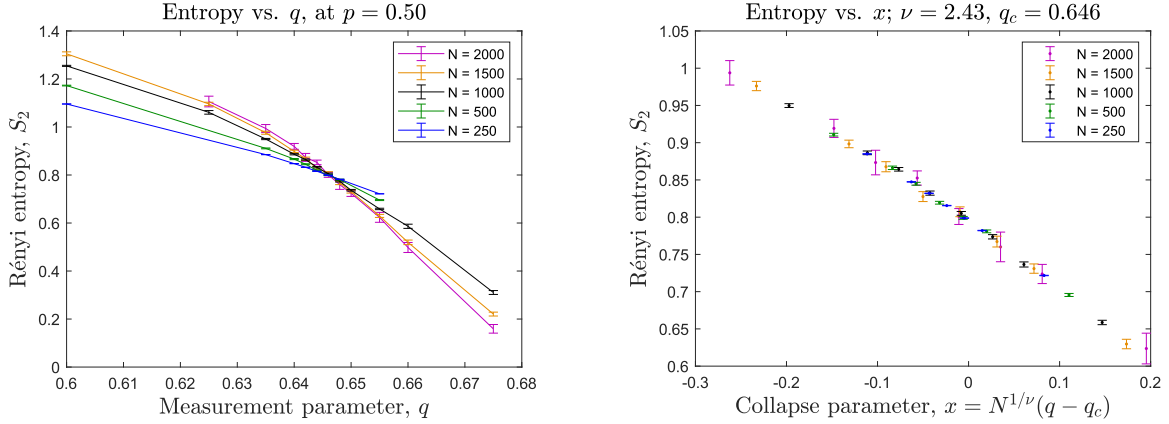 Entropy vs. q, at p = 0.50
1.4
1.2
1
0.8
0.6
0.4
0.2
0
0.6
0.61
0.62
0.63
0.64
0.65
0.66
0.67
0.68
Rényi entropy, S₂
Measurement parameter, q
N = 2000
N = 1500
N = 1000
N = 500
N = 250
Entropy vs. x; ν = 2.43, q_c = 0.646
1.05
1
0.95
0.9
0.85
0.8
0.75
0.7
0.65
0.6
-0.3
-0.2
-0.1
0
0.1
0.2
Rényi entropy, S₂
Collapse parameter, x = N^{1/ν}(q − q_c)
N = 2000
N = 1500
N = 1000
N = 500
N = 250